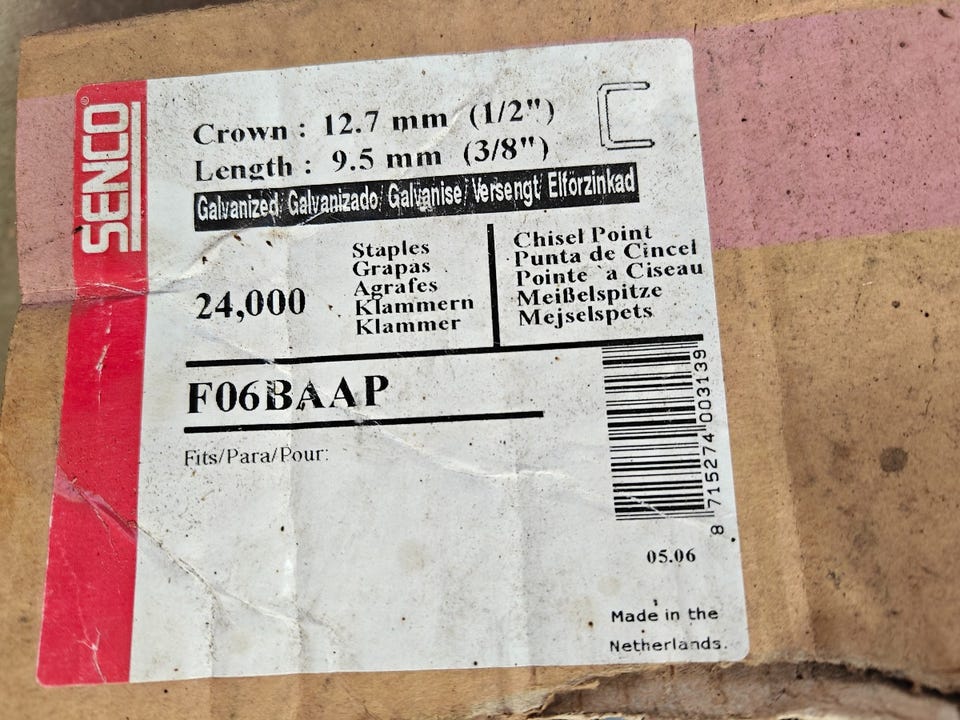 SENCO®
Crown : 12.7 mm (1/2")
Length : 9.5 mm (3/8")
Galvanized/ Galvanizado/ Galvanise/ Versengt/ Elforzinkad
24,000
Staples
Grapas
Agrafes
Klammern
Klammer
Chisel Point
Punta de Cincel
Pointe `a Ciseau
Meißelspitze
Mejselspets
F06BAAP
Fits/Para/Pour:
8 715274 003139
05.06
Made in the
Netherlands.